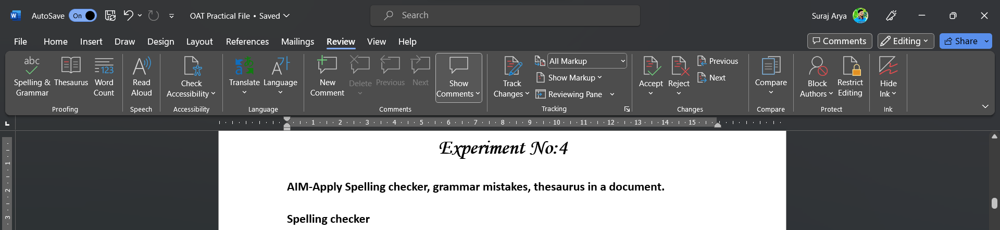 W AutoSave On OAT Practical File • Saved Search Suraj Arya
File Home Insert Draw Design Layout References Mailings Review View Help Comments Editing Share
abc 123 A A가 All Markup Previous
Spelling & Grammar Thesaurus Word Count Read Aloud Check Accessibility Translate Language New Comment Delete Previous Next Show Comments Track Changes Show Markup Reviewing Pane Accept Reject Next Compare Block Authors Restrict Editing Hide Ink
Proofing Speech Accessibility Language Comments Tracking Changes Compare Protect Ink
L 1 2 3 4 5 6 7 8 9 10 11 12 13 14 15
1
2
3
Experiment No:4
AIM-Apply Spelling checker, grammar mistakes, thesaurus in a document.
Spelling checker